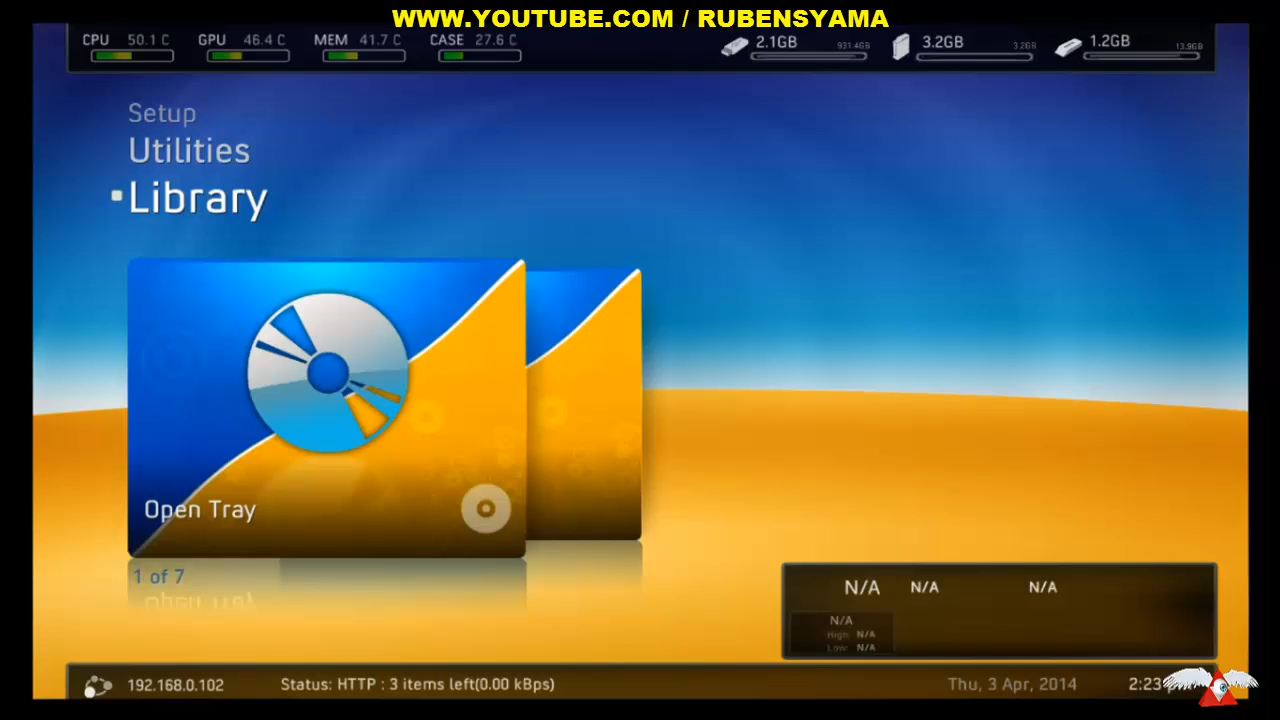 WWW.YOUTUBE.COM / RUBENSYAMA
CPU 50.1 C GPU 46.4 C MEM 41.7 C CASE 27.6 C 2.1GB 931.4GB 3.2GB 3.2GB 1.2GB 13.9GB
Setup
Utilities
Library
Open Tray
1 of 7
N/A N/A N/A
N/A
High: N/A
Low: N/A
192.168.0.102 Status: HTTP : 3 items left(0.00 kBps) Thu, 3 Apr, 2014 2:23